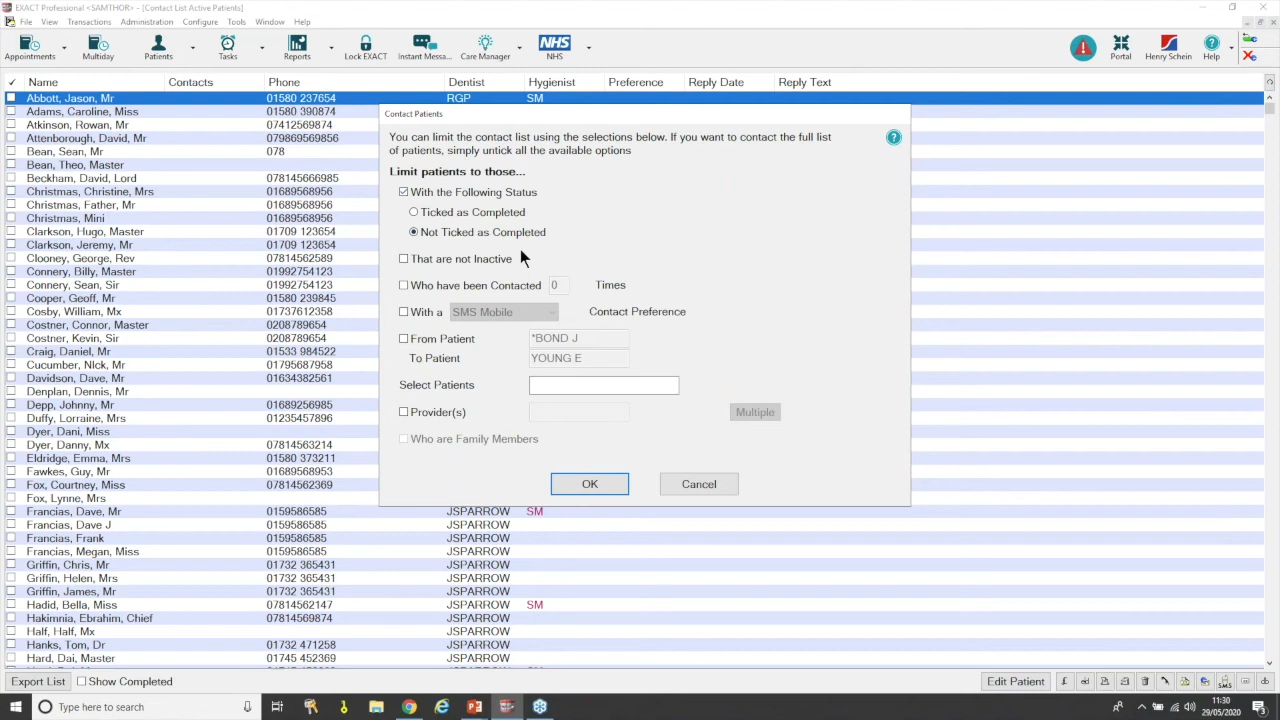 EXACT Professional <SAMTHOR> - [Contact List Active Patients]
File View Transactions Administration Configure Tools Window Help
Appointments Multiday Patients Tasks Reports Lock EXACT Instant Messa... Care Manager NHS NHS Portal Henry Schein Help
Name Contacts Phone Dentist Hygienist Preference Reply Date Reply Text
Abbott, Jason, Mr 01580 237654 RGP SM
Adams, Caroline, Miss 01580 390874
Atkinson, Rowan, Mr 07412569874
Attenborough, David, Mr 079869569856
Bean, Sean, Mr 078
Bean, Theo, Master
Beckham, David, Lord 078145666985
Christmas, Christine, Mrs 01689568956
Christmas, Father, Mr 01689568956
Christmas, Mini 01689568956
Clarkson, Hugo, Master 01709 123654
Clarkson, Jeremy, Mr 01709 123654
Clooney, George, Rev 07814562589
Connery, Billy, Master 01992754123
Connery, Sean, Sir 01992754123
Cooper, Geoff, Mr 01580 239845
Cosby, William, Mx 01737612358
Costner, Connor, Master 0208789654
Costner, Kevin, Sir 0208789654
Craig, Daniel, Mr 01533 984522
Cucumber, NIck, Mr 01795687958
Davidson, Dave, Mr 01634382561
Denplan, Dennis, Mr
Depp, Johnny, Mr 01689256985
Duffy, Lorraine, Mrs 01235457896
Dyer, Dani, Miss
Dyer, Danny, Mx 07814563214
Eldridge, Emma, Mrs 01580 373211
Fawkes, Guy, Mr 01689568953
Fox, Courtney, Miss 07814562369
Fox, Lynne, Mrs
Francias, Dave, Mr 0159586585 JSPARROW SM
Francias, Dave J 0159586585 JSPARROW
Francias, Frank 0159586585 JSPARROW
Francias, Megan, Miss 0159586585 JSPARROW
Griffin, Chris, Mr 01732 365431 JSPARROW
Griffin, Helen, Mrs 01732 365431 JSPARROW
Griffin, James, Mr 01732 365431 JSPARROW
Hadid, Bella, Miss 07814562147 JSPARROW SM
Hakimnia, Ebrahim, Chief 07814569874 JSPARROW
Half, Half, Mx JSPARROW
Hanks, Tom, Dr 01732 471258 JSPARROW
Hard, Dai, Master 01745 452369 JSPARROW
Contact Patients
You can limit the contact list using the selections below. If you want to contact the full list
of patients, simply untick all the available options
?
Limit patients to those...
With the Following Status
Ticked as Completed
Not Ticked as Completed
That are not Inactive
Who have been Contacted 0 Times
With a SMS Mobile Contact Preference
From Patient *BOND J
To Patient YOUNG E
Select Patients
Provider(s) Multiple
Who are Family Members
OK Cancel
Export List Show Completed Edit Patient SMS
Type here to search
11:30
29/05/2020
3